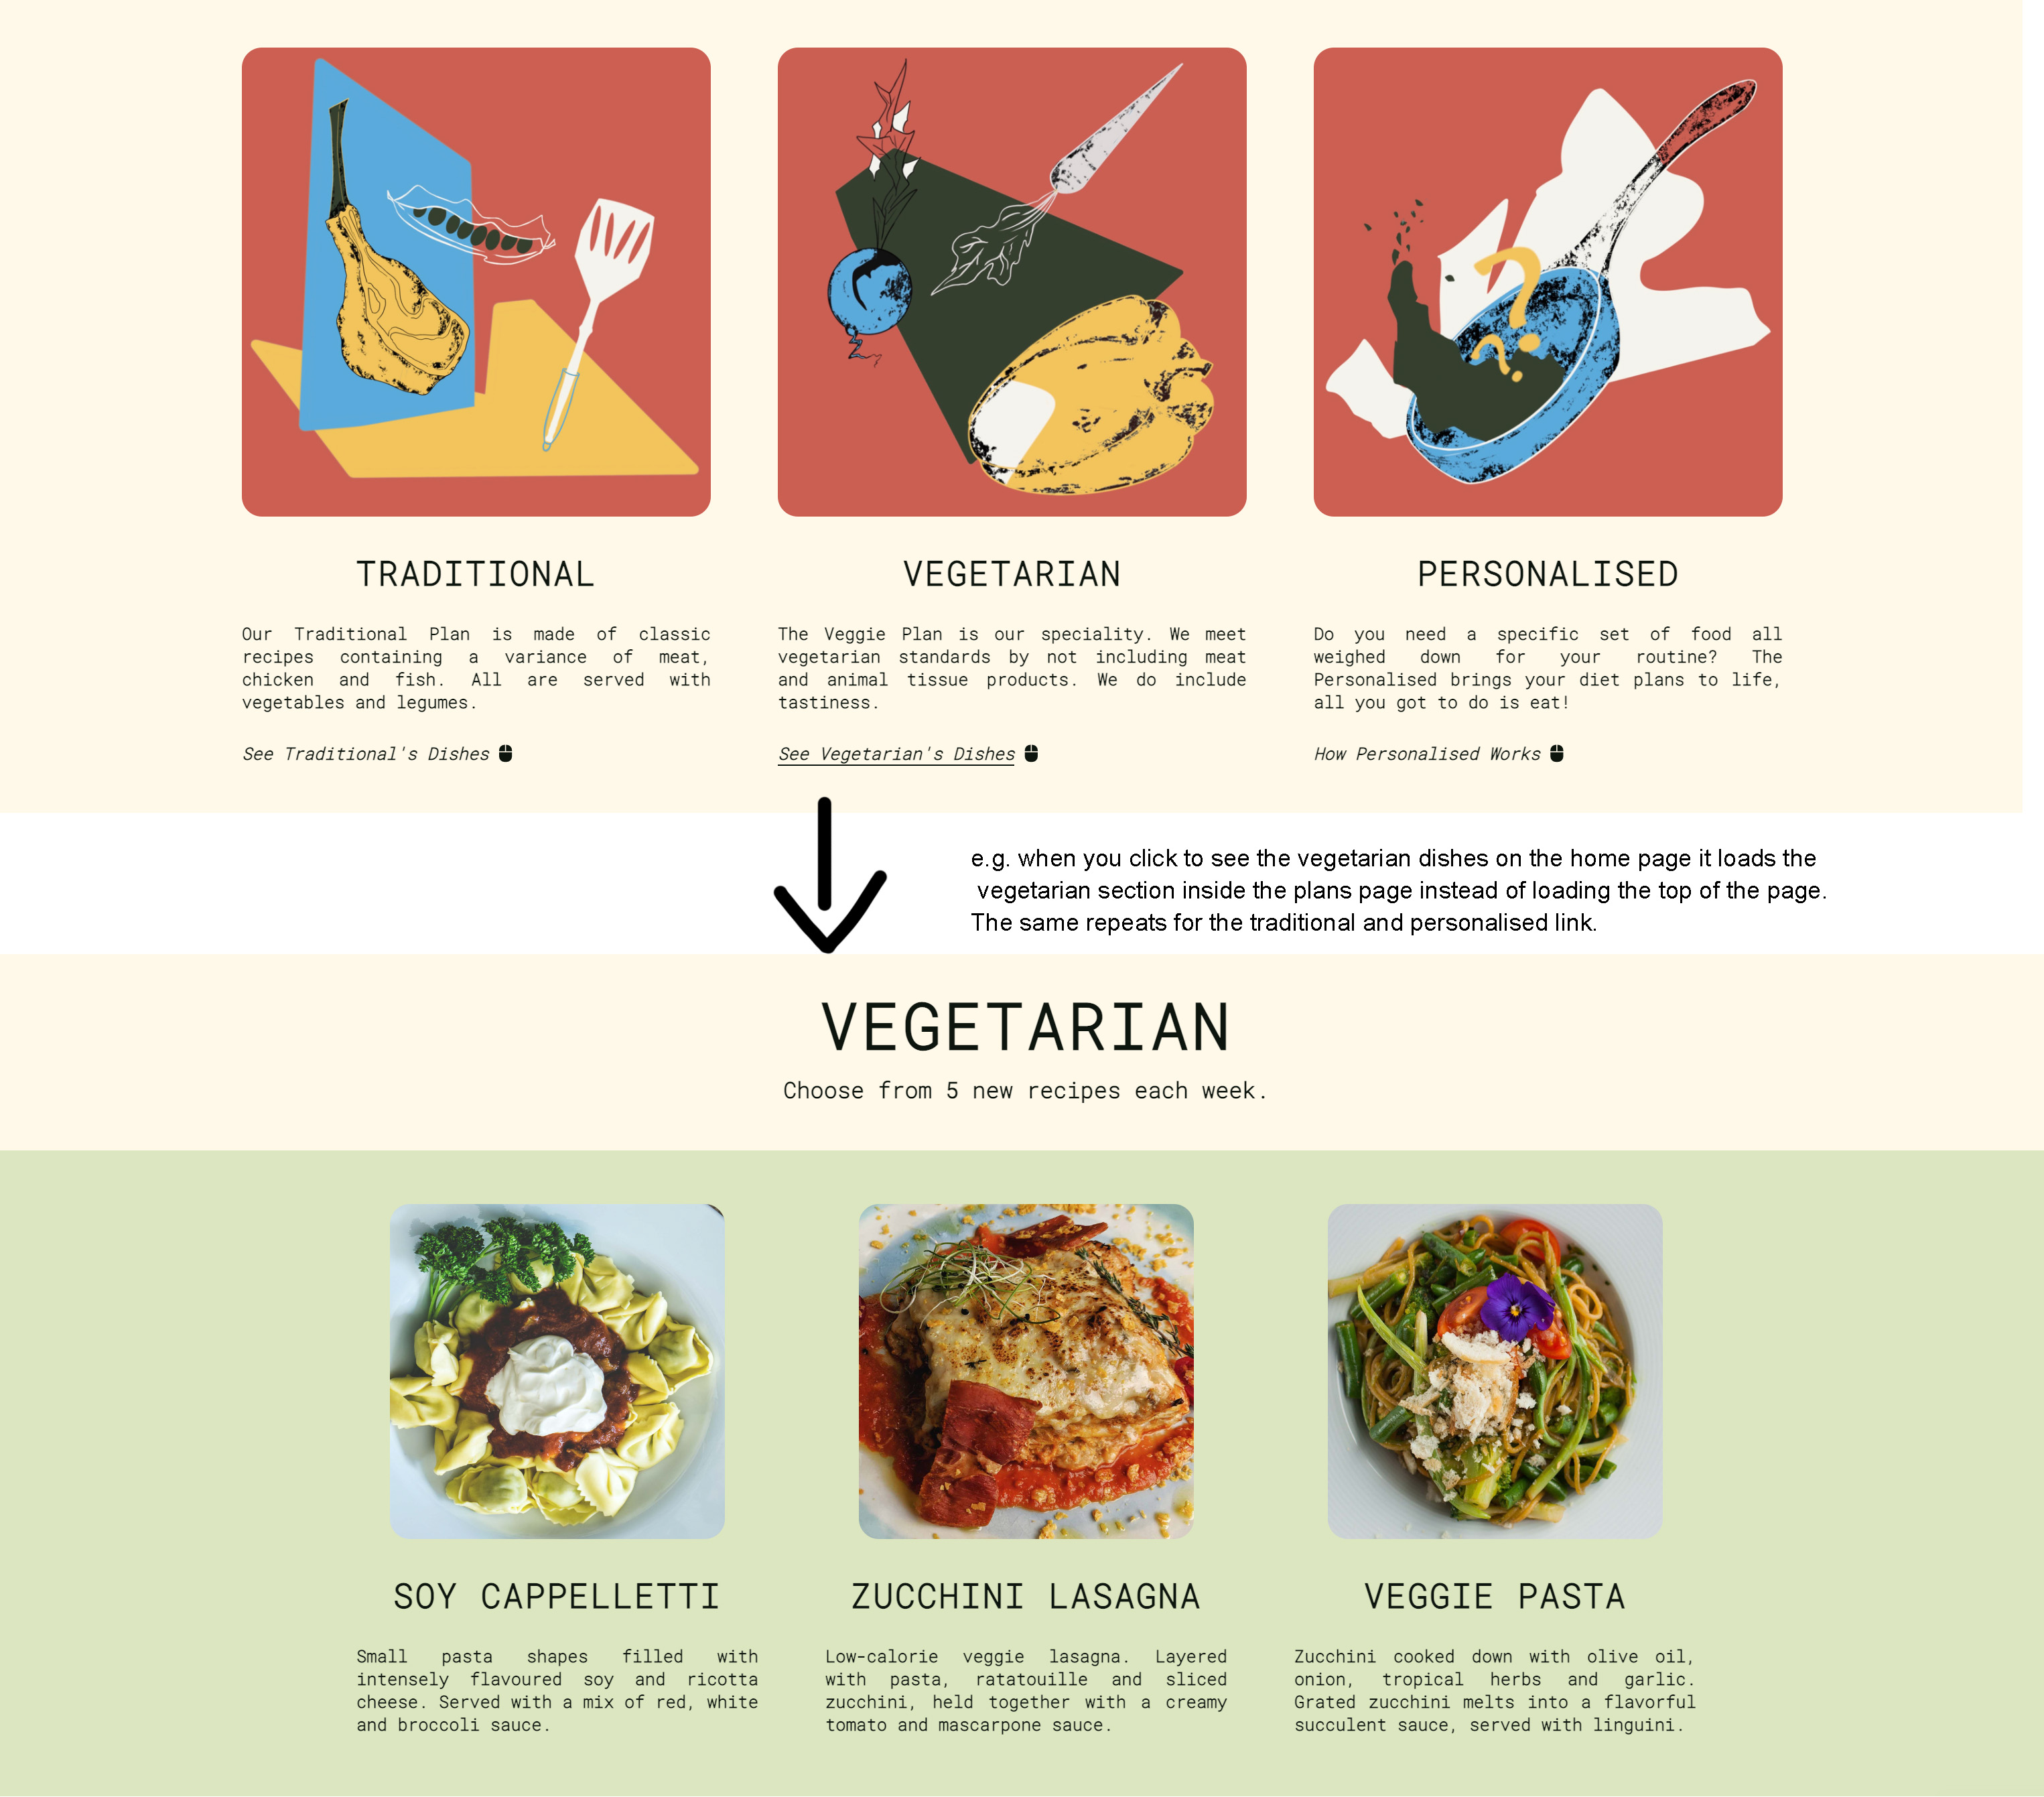 TRADITIONAL
Our Traditional Plan is made of classic
recipes containing a variance of meat,
chicken and fish. All are served with
vegetables and legumes.
See Traditional's Dishes
VEGETARIAN
The Veggie Plan is our speciality. We meet
vegetarian standards by not including meat
and animal tissue products. We do include
tastiness.
See Vegetarian's Dishes
PERSONALISED
Do you need a specific set of food all
weighed down for your routine? The
Personalised brings your diet plans to life,
all you got to do is eat!
How Personalised Works
e.g. when you click to see the vegetarian dishes on the home page it loads the
vegetarian section inside the plans page instead of loading the top of the page.
The same repeats for the traditional and personalised link.
VEGETARIAN
Choose from 5 new recipes each week.
SOY CAPPELLETTI
Small pasta shapes filled with
intensely flavoured soy and ricotta
cheese. Served with a mix of red, white
and broccoli sauce.
ZUCCHINI LASAGNA
Low-calorie veggie lasagna. Layered
with pasta, ratatouille and sliced
zucchini, held together with a creamy
tomato and mascarpone sauce.
VEGGIE PASTA
Zucchini cooked down with olive oil,
onion, tropical herbs and garlic.
Grated zucchini melts into a flavorful
succulent sauce, served with linguini.